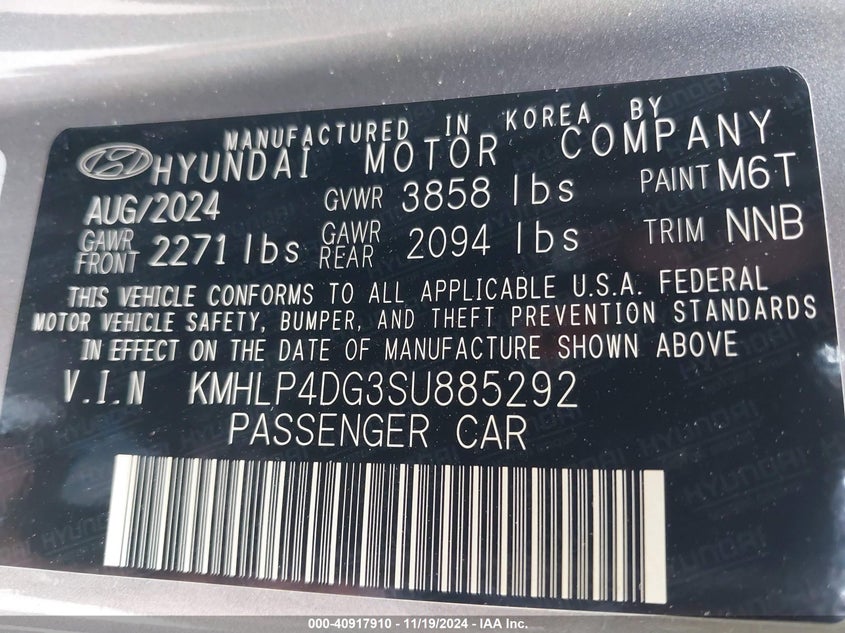 MANUFACTURED IN KOREA BY
HYUNDAI MOTOR COMPANY
AUG/2024 GVWR 3858 lbs PAINT M6T
GAWR FRONT 2271 lbs GAWR REAR 2094 lbs TRIM NNB
THIS VEHICLE CONFORMS TO ALL APPLICABLE U.S.A. FEDERAL
MOTOR VEHICLE SAFETY, BUMPER, AND THEFT PREVENTION STANDARDS
IN EFFECT ON THE DATE OF MANUFACTURE SHOWN ABOVE
V.I.N KMHLP4DG3SU885292
PASSENGER CAR
000-40917910 - 11/19/2024 - IAA Inc.